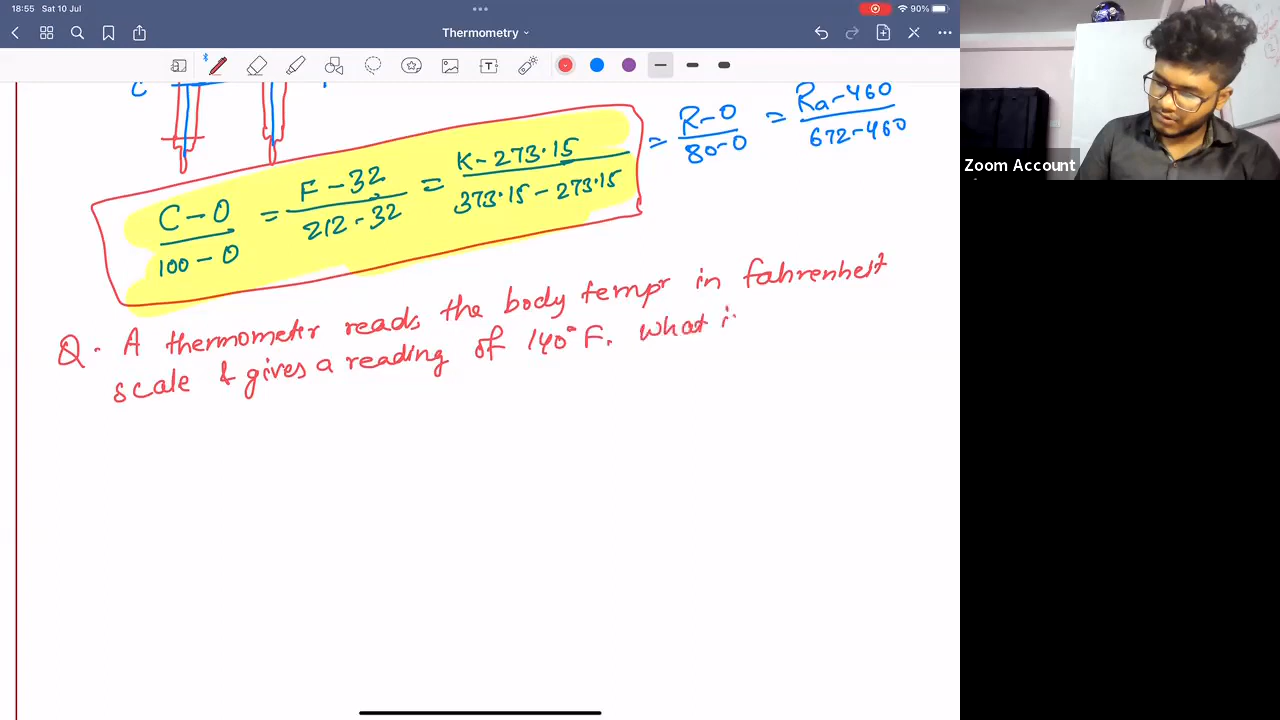 18:55 Sat 10 Jul
90%
Thermometry
C
C-0/100-0 = F-32/212-32 = K-273.15/373.15-273.15 = R-0/80-0 = Ra-460/672-460
Zoom Account
Q. A thermometer reads the body tempr in fahrenheit
scale & gives a reading of 140°F. What i